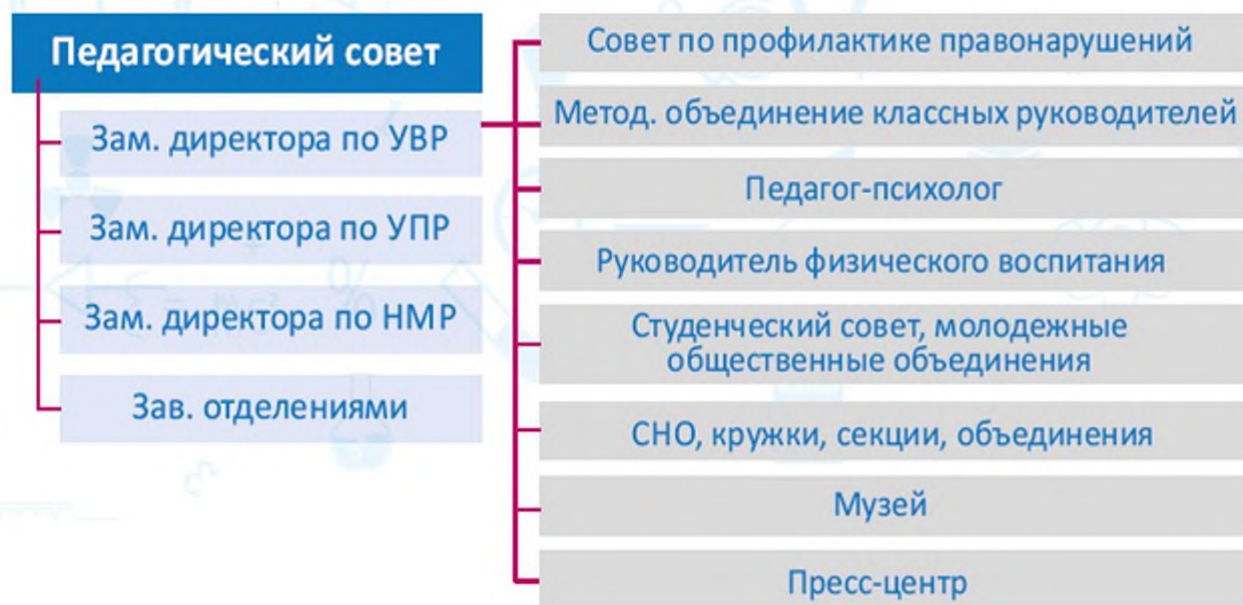 Педагогический совет
Зам. директора по УВР
Зам. директора по УПР
Зам. директора по НМР
Зав. отделениями
Совет по профилактике правонарушений
Метод. объединение классных руководителей
Педагог-психолог
Руководитель физического воспитания
Студенческий совет, молодежные
общественные объединения
СНО, кружки, секции, объединения
Музей
Пресс-центр